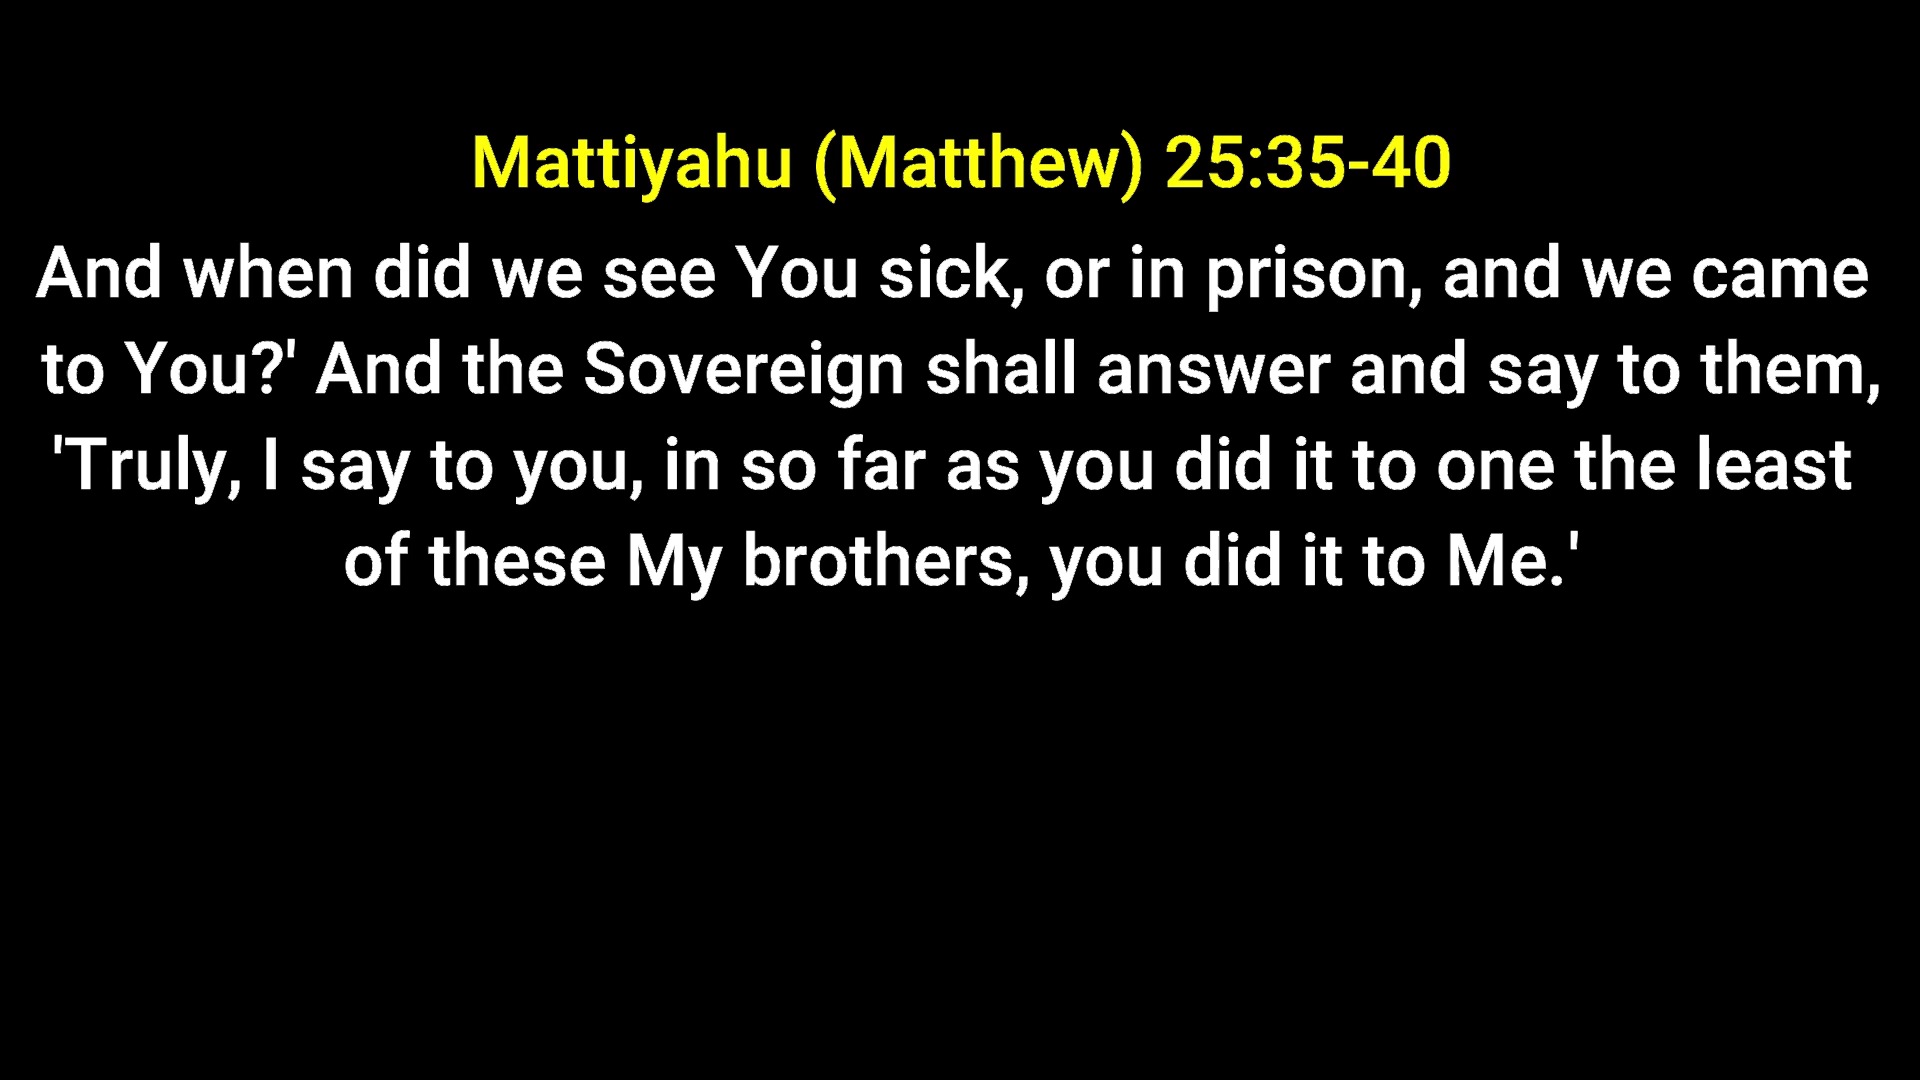 Mattiyahu (Matthew) 25:35-40
And when did we see You sick, or in prison, and we came
to You?' And the Sovereign shall answer and say to them,
'Truly, I say to you, in so far as you did it to one the least
of these My brothers, you did it to Me.'